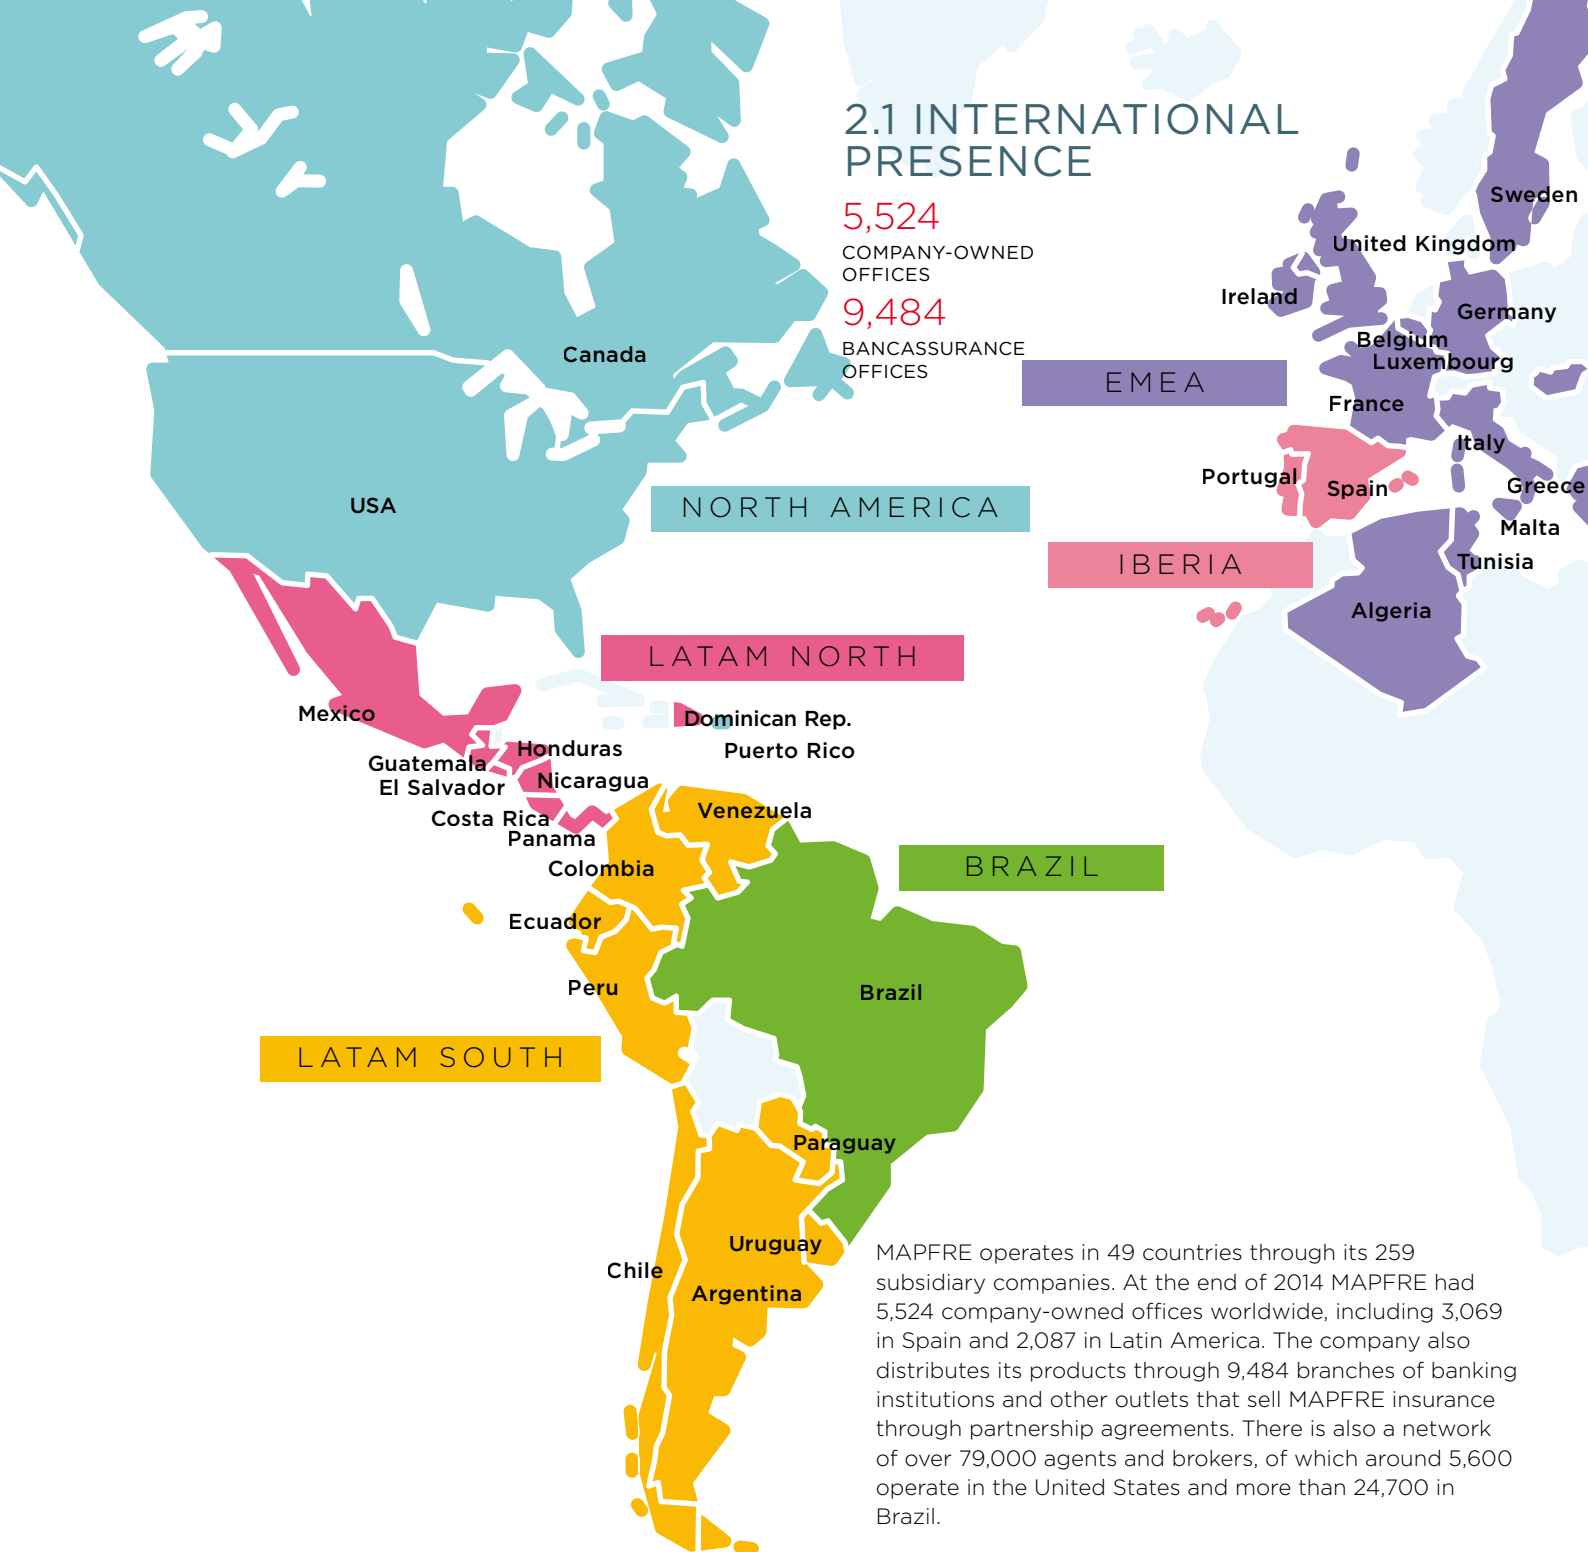 2.1 INTERNATIONAL
PRESENCE
5,524
COMPANY-OWNED
OFFICES
9,484
BANCASSURANCE
OFFICES
Sweden
United Kingdom
Ireland
Germany
Belgium
Luxembourg
Canada
EMEA
France
Italy
Portugal
Spain
Greece
USA
NORTH AMERICA
Malta
Tunisia
IBERIA
Algeria
LATAM NORTH
Mexico
Dominican Rep.
Puerto Rico
Honduras
Guatemala
Nicaragua
El Salvador
Costa Rica
Panama
Venezuela
Colombia
BRAZIL
Ecuador
Peru
Brazil
LATAM SOUTH
Paraguay
Uruguay
Chile
Argentina
MAPFRE operates in 49 countries through its 259
subsidiary companies. At the end of 2014 MAPFRE had
5,524 company-owned offices worldwide, including 3,069
in Spain and 2,087 in Latin America. The company also
distributes its products through 9,484 branches of banking
institutions and other outlets that sell MAPFRE insurance
through partnership agreements. There is also a network
of over 79,000 agents and brokers, of which around 5,600
operate in the United States and more than 24,700 in
Brazil.